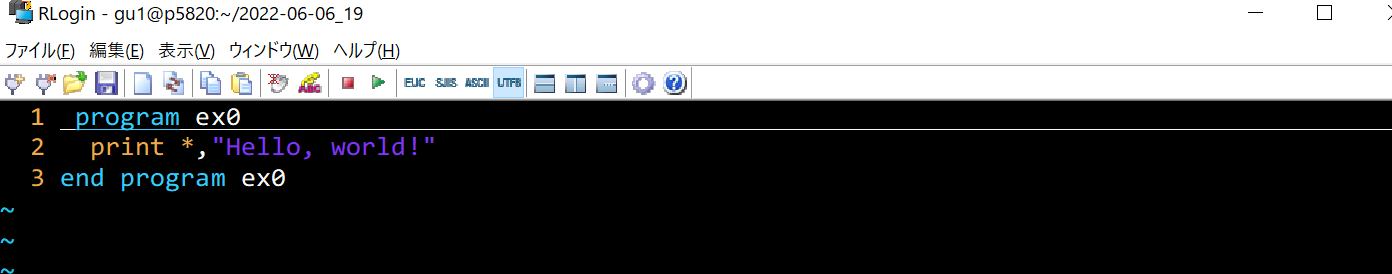 RLogin - gu1@p5820:~/2022-06-06_19
ファイル(F) 編集(E) 表示(V) ウィンドウ(W) ヘルプ(H)
ABC EUC SJIS ASCII UTF8
1 program ex0
2 print *,"Hello, world!"
3 end program ex0
~
~
~